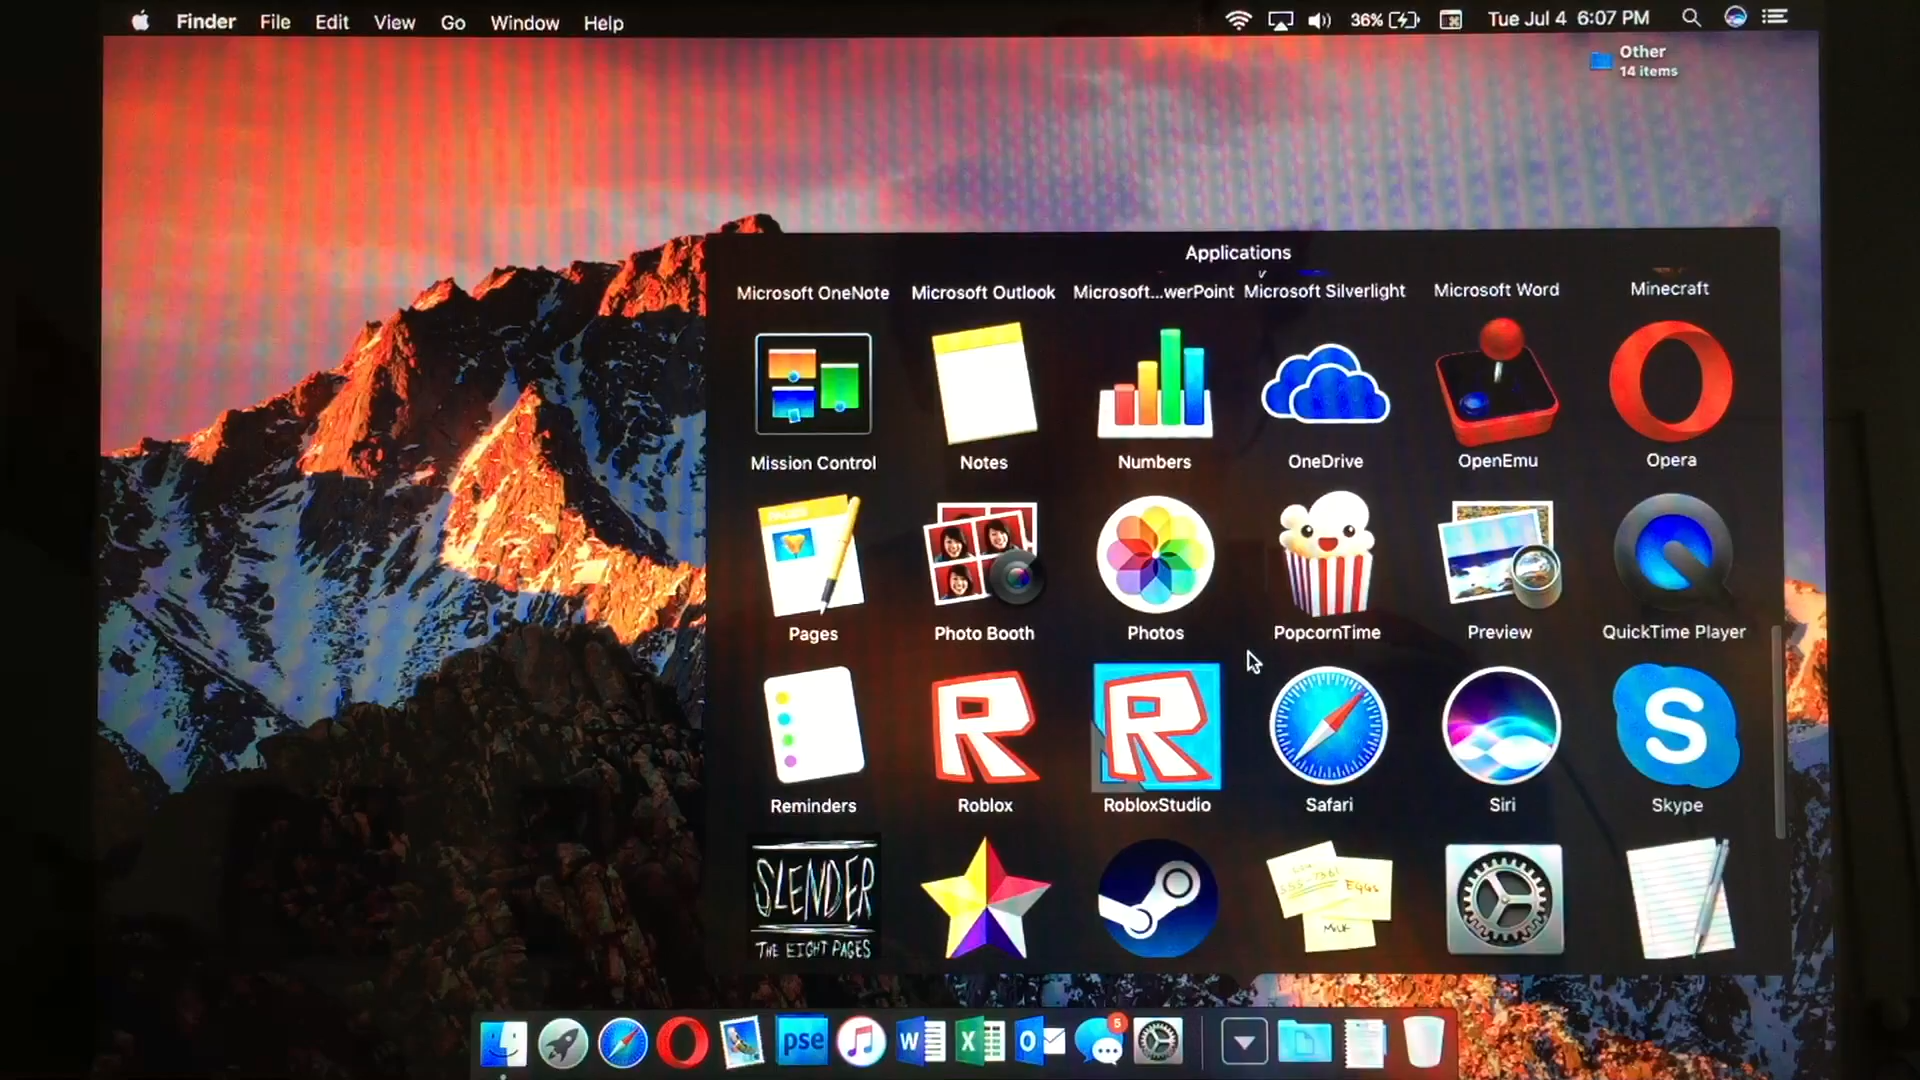 Finder File Edit View Go Window Help 36% Tue Jul 4 6:07 PM
Other
14 items
Applications
Microsoft OneNote Microsoft Outlook Microsoft...werPoint Microsoft Silverlight Microsoft Word Minecraft
Mission Control Notes Numbers OneDrive OpenEmu Opera
PAGES
Pages Photo Booth Photos PopcornTime Preview QuickTime Player
R R S
Reminders Roblox RobloxStudio Safari Siri Skype
SLENDER
THE EIGHT PAGES
EGGS
MILK
pse W X O 5